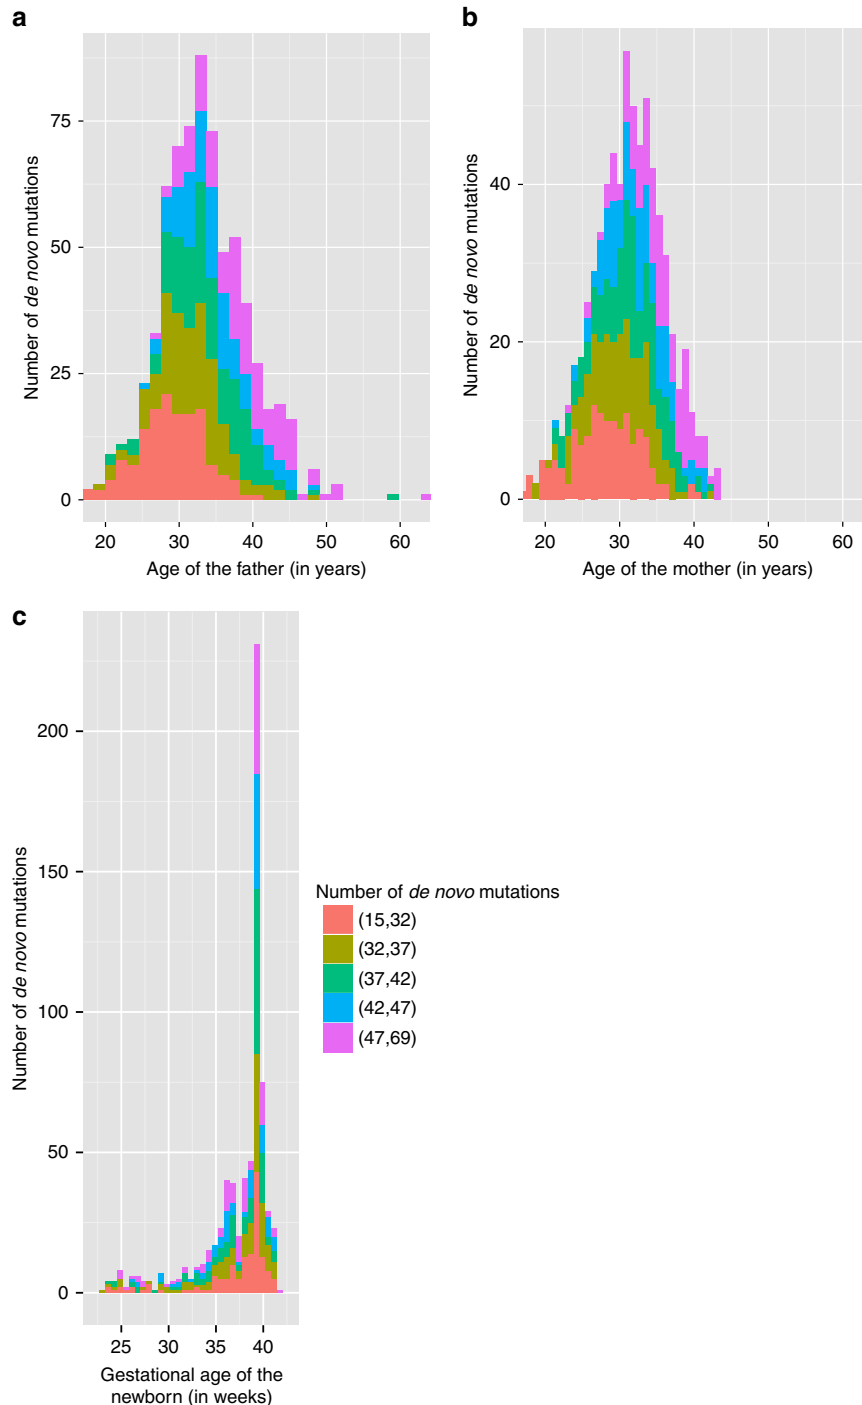 a
Number of de novo mutations
75
50
25
0
20 30 40 50 60
Age of the father (in years)
b
Number of de novo mutations
40
20
0
20 30 40 50 60
Age of the mother (in years)
c
Number of de novo mutations
200
150
100
50
0
25 30 35 40
Gestational age of the
newborn (in weeks)
Number of de novo mutations
(15,32)
(32,37)
(37,42)
(42,47)
(47,69)